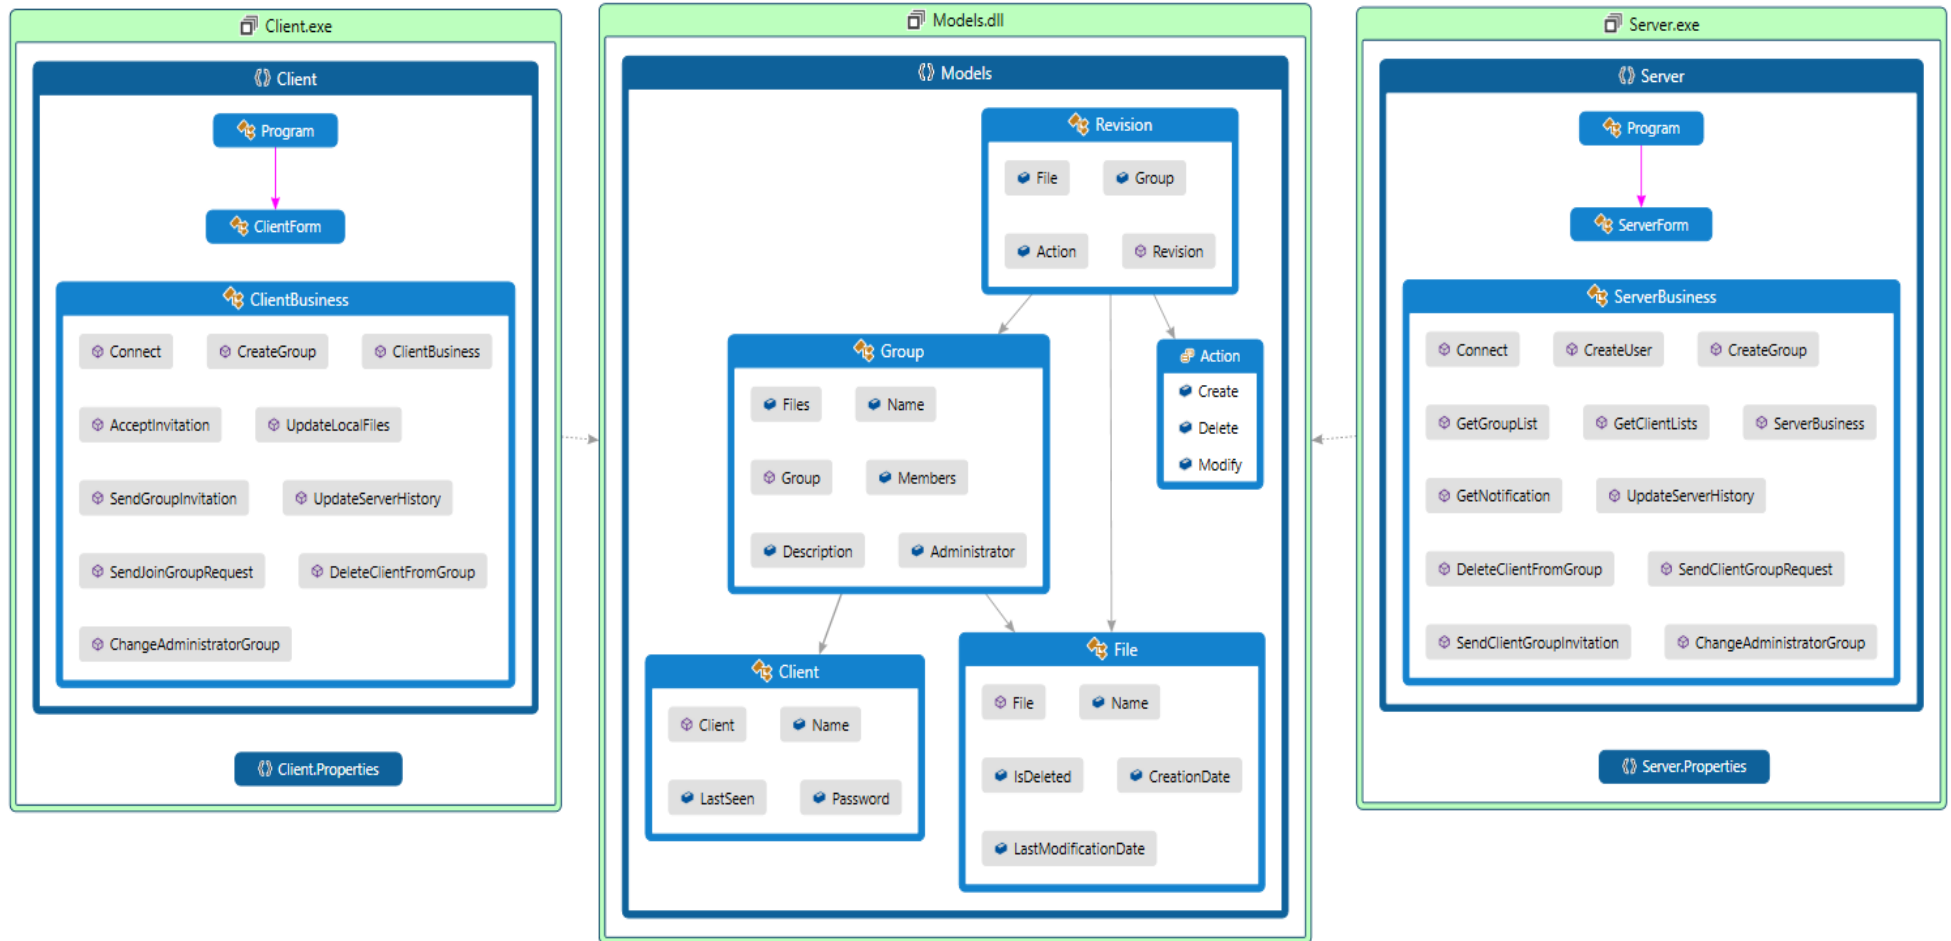 Client.exe
Client
Program
ClientForm
ClientBusiness
Connect CreateGroup ClientBusiness
AcceptInvitation UpdateLocalFiles
SendGroupInvitation UpdateServerHistory
SendJoinGroupRequest DeleteClientFromGroup
ChangeAdministratorGroup
Client.Properties
Models.dll
Models
Revision
File Group
Action Revision
Group
Files Name
Group Members
Description Administrator
Action
Create
Delete
Modify
Client
Client Name
LastSeen Password
File
File Name
IsDeleted CreationDate
LastModificationDate
Server.exe
Server
Program
ServerForm
ServerBusiness
Connect CreateUser CreateGroup
GetGroupList GetClientLists ServerBusiness
GetNotification UpdateServerHistory
DeleteClientFromGroup SendClientGroupRequest
SendClientGroupInvitation ChangeAdministratorGroup
Server.Properties